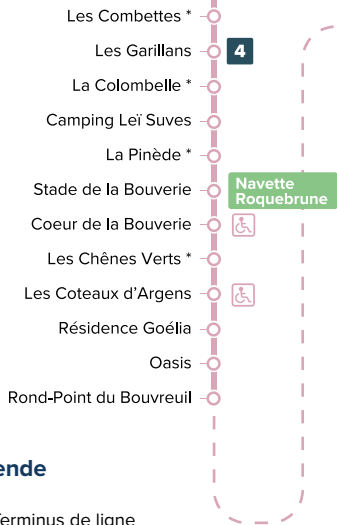 Les Combettes *
Les Garillans 4
La Colombelle *
Camping Leï Suves
La Pinède *
Stade de la Bouverie
Navette
Roquebrune
Coeur de la Bouverie
Les Chênes Verts *
Les Coteaux d'Argens
Résidence Goélia
Oasis
Rond-Point du Bouvreuil
ende
Terminus de ligne